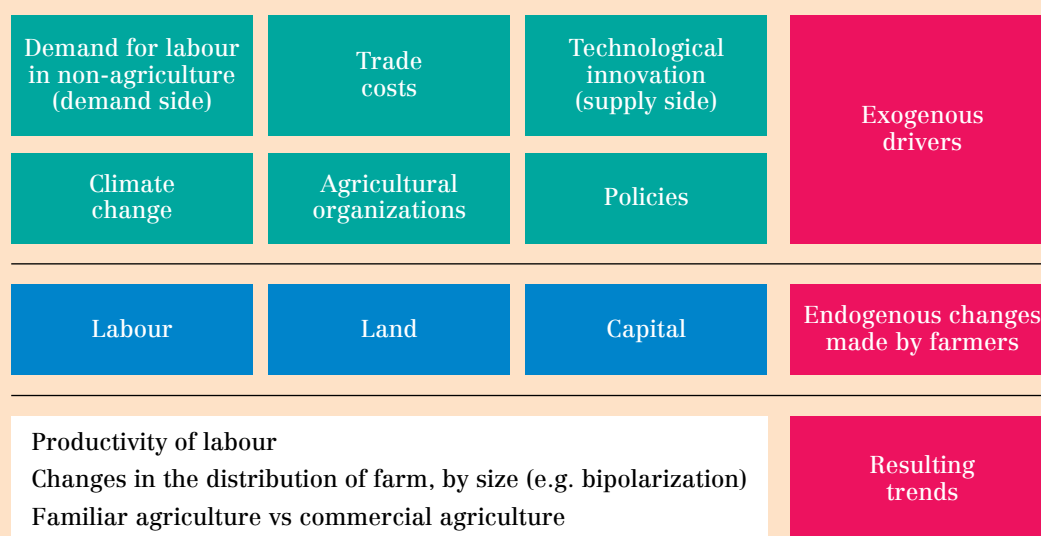 Demand for labour
in non-agriculture
(demand side)
Trade
costs
Technological
innovation
(supply side)
Exogenous
drivers
Climate
change
Agricultural
organizations
Policies
Labour
Land
Capital
Endogenous changes
made by farmers
Productivity of labour
Changes in the distribution of farm, by size (e.g. bipolarization)
Familiar agriculture vs commercial agriculture
Resulting
trends